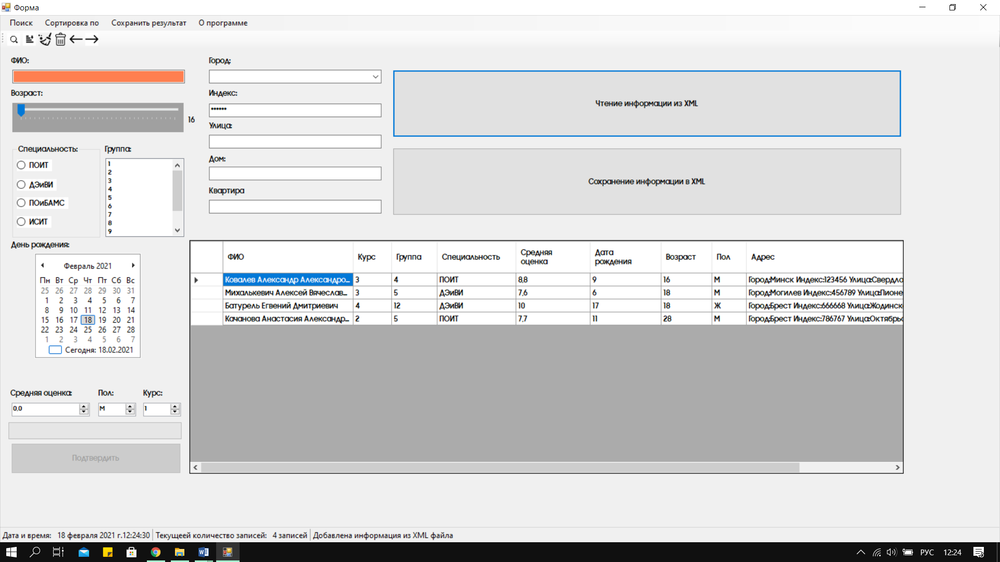 Форма
Поиск Сортировка по Сохранить результат О программе
ФИО:
Возраст:
16
Специальность:
ПОИТ
ДЭиВИ
ПОиБАМС
ИСИТ
Группа:
1
2
3
4
5
6
7
8
9
День рождения:
Февраль 2021
Пн Вт Ср Чт Пт Сб Вс
25 26 27 28 29 30 31
1 2 3 4 5 6 7
8 9 10 11 12 13 14
15 16 17 18 19 20 21
22 23 24 25 26 27 28
1 2 3 4 5 6 7
Сегодня: 18.02.2021
Средняя оценка: Пол: Курс:
0,0 М 1
Подтвердить
Город:
Индекс:
••••••
Улица:
Дом:
Квартира
Чтение информации из XML
Сохранение информации в XML
ФИО Курс Группа Специальность Средняя оценка Дата рождения Возраст Пол Адрес
Ковалев Александр Александро... 3 4 ПОИТ 8,8 9 16 М Город:Минск Индекс:123456 Улица:Свердло
Михалькевич Алексей Вячеслав... 3 5 ДЭиВИ 7,6 6 18 М Город:Могилев Индекс:456789 Улица:Пионе
Батурель Егвений Дмитриевич 4 12 ДЭиВИ 10 17 18 Ж Город:Брест Индекс:666668 Улица:Жодинск
Качанова Анастасия Александр... 2 5 ПОИТ 7,7 11 28 М Город:Брест Индекс:786767 Улица:Октябрьс
Дата и время: 18 февраля 2021 г.12:24:30 Текущеей количество записей: 4 записей Добавлена информация из XML файла
РУС 12:24